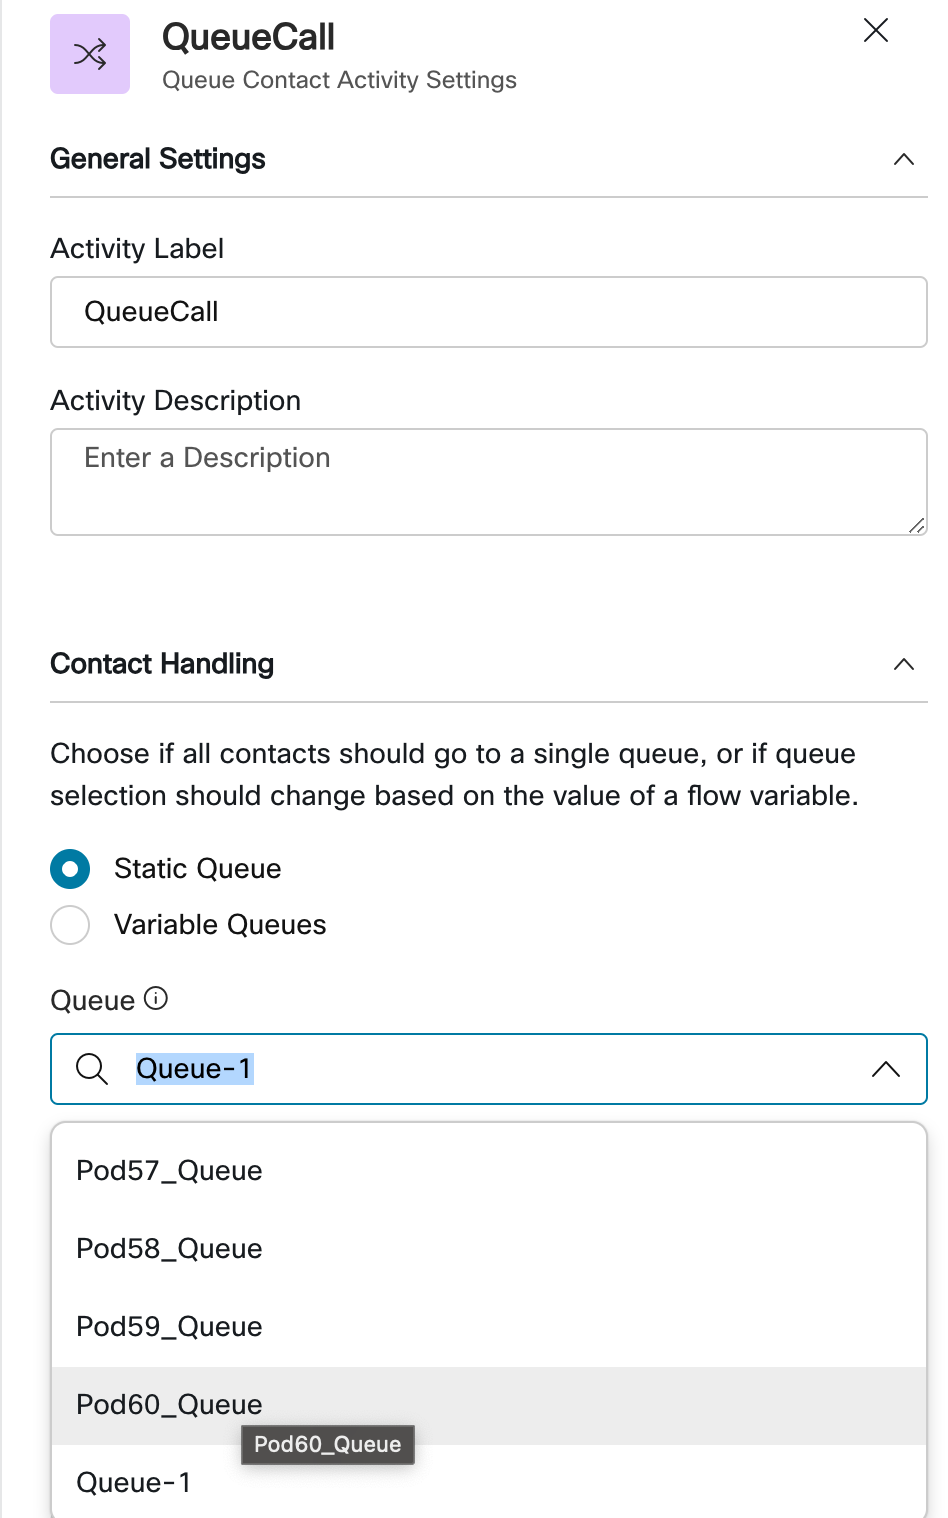 QueueCall
Queue Contact Activity Settings
General Settings
Activity Label
QueueCall
Activity Description
Enter a Description
Contact Handling
Choose if all contacts should go to a single queue, or if queue
selection should change based on the value of a flow variable.
Static Queue
Variable Queues
Queue
Queue-1
Pod57_Queue
Pod58_Queue
Pod59_Queue
Pod60_Queue
Pod60_Queue
Queue-1